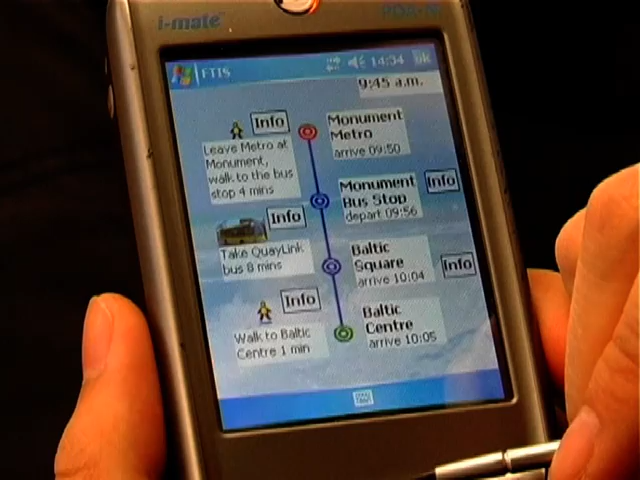 i-mate
FTIS
14:34
ok
9:45 a.m.
Info
Leave Metro at
Monument,
walk to the bus
stop 4 mins
Monument
Metro
arrive 09:50
Monument
Bus Stop
depart 09:56
Info
Info
Take QuayLink
bus 8 mins
Baltic
Square
arrive 10:04
Info
Info
Walk to Baltic
Centre 1 min
Baltic
Centre
arrive 10:05